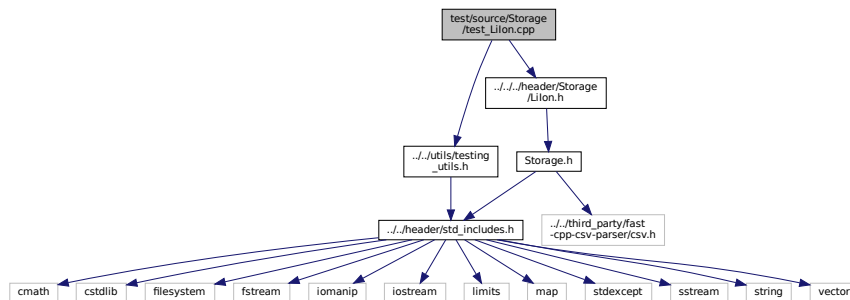 test/source/Storage
/test_LiIon.cpp
../../../header/Storage
/LiIon.h
../../utils/testing
_utils.h
Storage.h
../../header/std_includes.h
../../third_party/fast
-cpp-csv-parser/csv.h
cmath
cstdlib
filesystem
fstream
iomanip
iostream
limits
map
stdexcept
sstream
string
vector